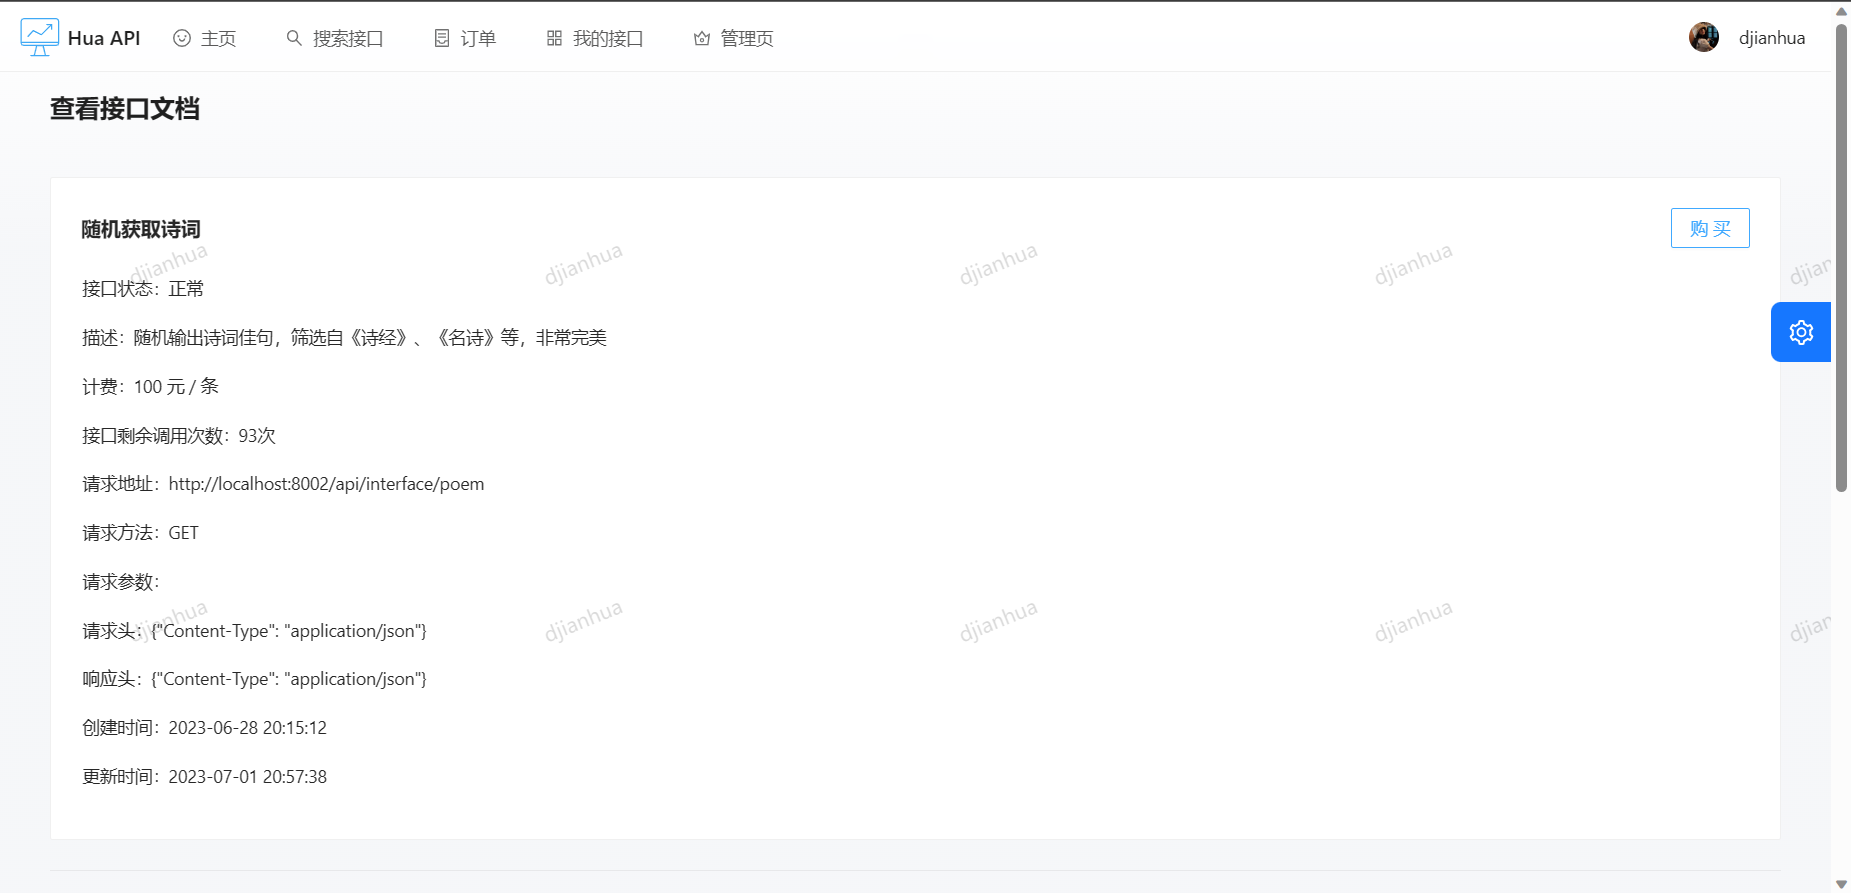 Hua API 主页 搜索接口 订单 我的接口 管理页 djianhua
查看接口文档
随机获取诗词 购买
djianhua djianhua djianhua djianhua djian
接口状态：正常
描述：随机输出诗词佳句，筛选自《诗经》、《名诗》等，非常完美
计费：100 元 / 条
接口剩余调用次数：93次
请求地址：http://localhost:8002/api/interface/poem
请求方法：GET
请求参数：
djianhua djianhua djianhua djianhua djian
请求头：{"Content-Type": "application/json"}
响应头：{"Content-Type": "application/json"}
创建时间：2023-06-28 20:15:12
更新时间：2023-07-01 20:57:38